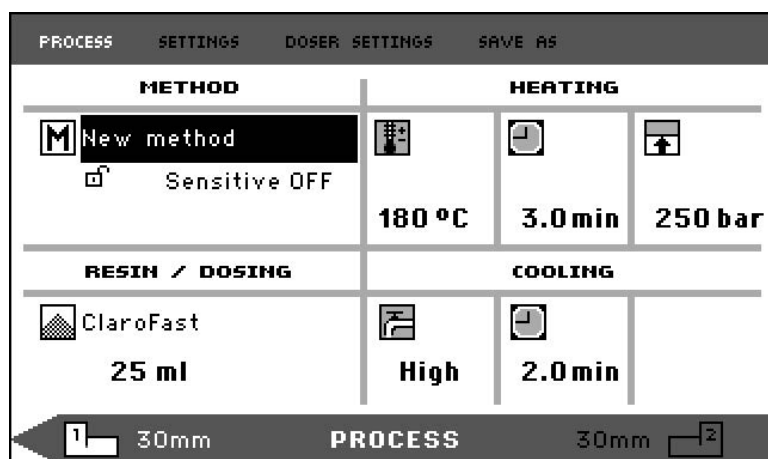 PROCESS SETTINGS DOSER SETTINGS SAVE AS
METHOD HEATING
M New method
Sensitive OFF
180 ºC 3.0 min 250 bar
RESIN / DOSING COOLING
ClaroFast
25 ml High 2.0 min
1 30mm PROCESS 30mm 2